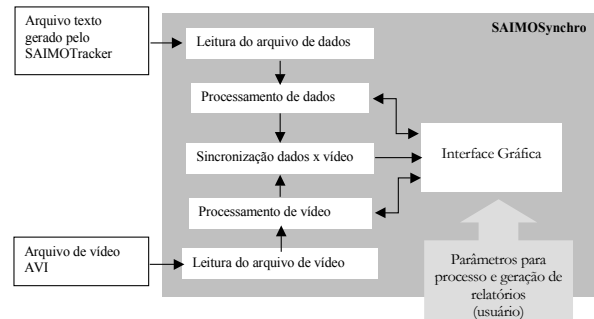 Arquivo texto
gerado pelo
SAIMOTracker
SAIMOSynchro
Leitura do arquivo de dados
Processamento de dados
Sincronização dados x vídeo
Interface Gráfica
Processamento de vídeo
Arquivo de vídeo
AVI
Leitura do arquivo de vídeo
Parâmetros para
processo e geração de
relatórios
(usuário)